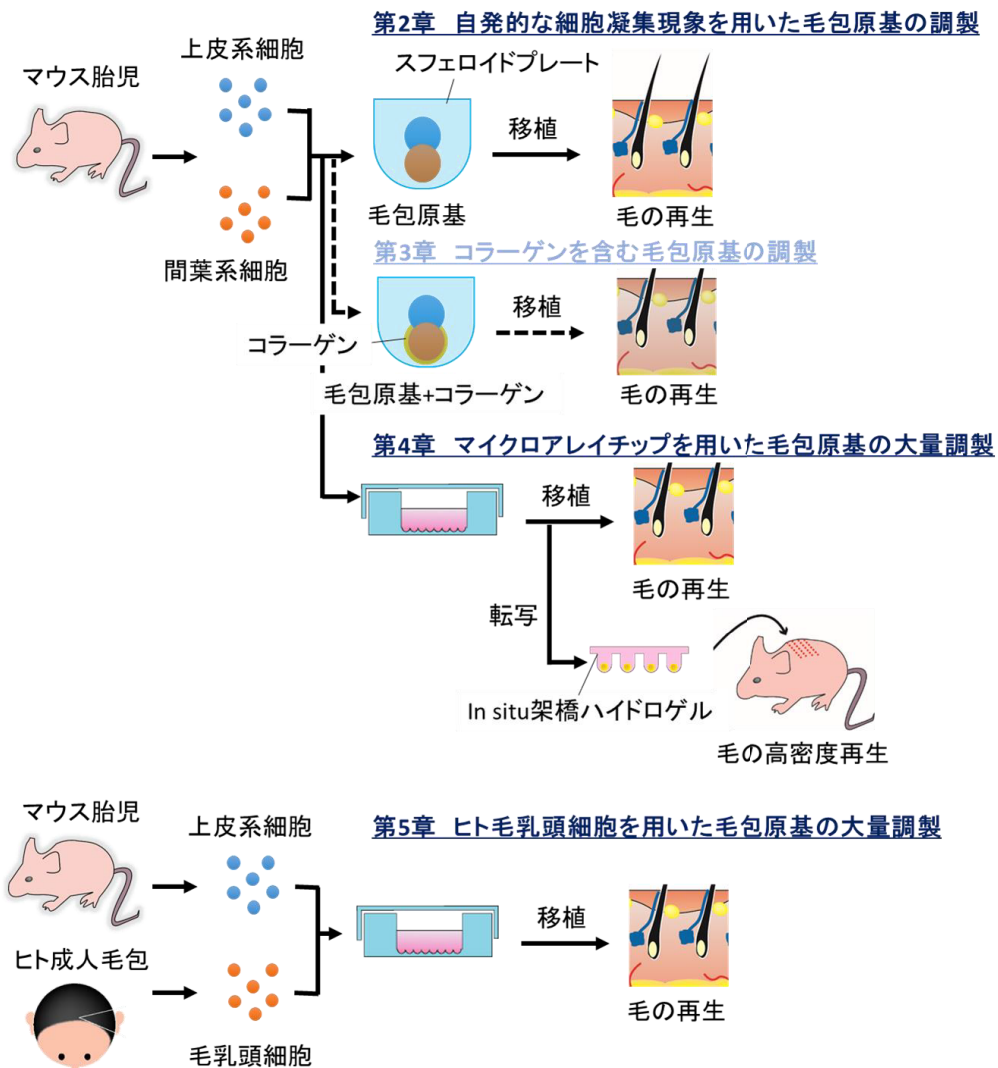 第2章 自発的な細胞凝集現象を用いた毛包原基の調製
マウス胎児
上皮系細胞
間葉系細胞
スフェロイドプレート
毛包原基
移植
毛の再生
第3章 コラーゲンを含む毛包原基の調製
コラーゲン
毛包原基+コラーゲン
移植
毛の再生
第4章 マイクロアレイチップを用いた毛包原基の大量調製
移植
毛の再生
転写
In situ架橋ハイドロゲル
毛の高密度再生
第5章 ヒト毛乳頭細胞を用いた毛包原基の大量調製
マウス胎児
上皮系細胞
ヒト成人毛包
毛乳頭細胞
移植
毛の再生